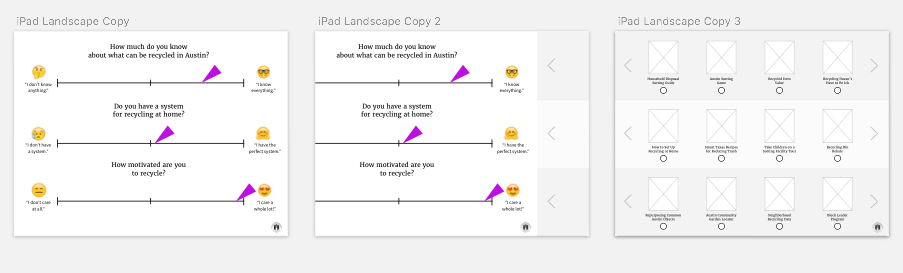 iPad Landscape Copy
How much do you know
about what can be recycled in Austin?
"I don't know
anything."
"I know
everything."
Do you have a system
for recycling at home?
"I don't have
a system."
"I have the
perfect system."
How motivated are you
to recycle?
"I don't care
at all."
"I care a
whole lot!"
iPad Landscape Copy 2
How much do you know
about what can be recycled in Austin?
"I know
everything."
Do you have a system
for recycling at home?
"I have the
perfect system."
How motivated are you
to recycle?
"I care a
whole lot!"
iPad Landscape Copy 3
Household Disposal
Sorting Guide
Austin Sorting
Game
Recycled Item
Value
Recycling Doesn't
Have to Be
How to Set Up
Recycling at Home
Smart Texas Recipes
for Reducing Trash
Take Children on a
Sorting Facility Tour
Recycling Bin
Repurposing Common
Austin Objects
Austin Community
Garden Locator
Neighborhood
Recycling Data
Block Leader
Program